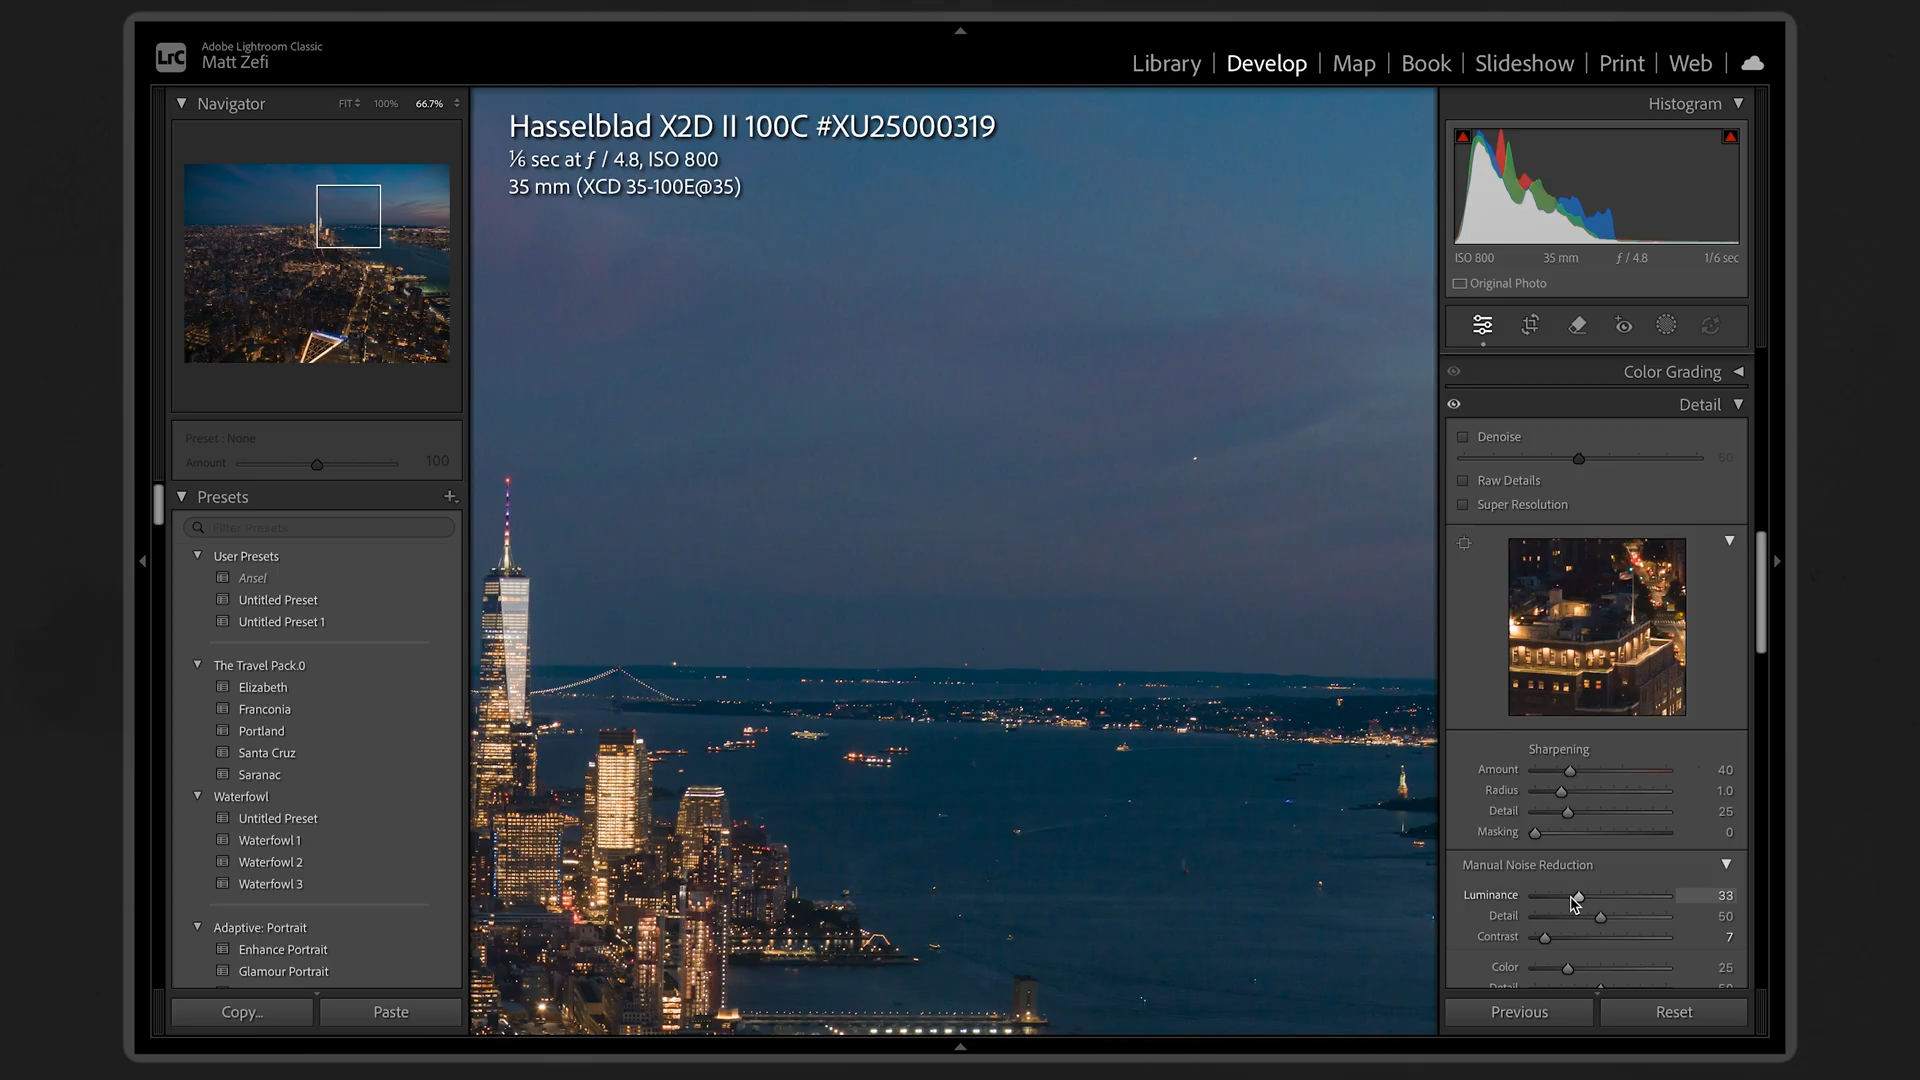 LrC
Adobe Lightroom Classic
Matt Zefi
Library | Develop | Map | Book | Slideshow | Print | Web
Navigator
FIT
100%
66.7%
Preset : None
Amount
100
Presets
Filter Presets
User Presets
Ansel
Untitled Preset
Untitled Preset 1
The Travel Pack.0
Elizabeth
Franconia
Portland
Santa Cruz
Saranac
Waterfowl
Untitled Preset
Waterfowl 1
Waterfowl 2
Waterfowl 3
Adaptive: Portrait
Enhance Portrait
Glamour Portrait
Copy...
Paste
Hasselblad X2D II 100C #XU25000319
⅙ sec at ƒ / 4.8, ISO 800
35 mm (XCD 35-100E@35)
Histogram
ISO 800
35 mm
ƒ / 4.8
1/6 sec
Original Photo
Color Grading
Detail
Denoise
50
Raw Details
Super Resolution
Sharpening
Amount 40
Radius 1.0
Detail 25
Masking 0
Manual Noise Reduction
Luminance 33
Detail 50
Contrast 7
Color 25
Detail 50
Previous
Reset